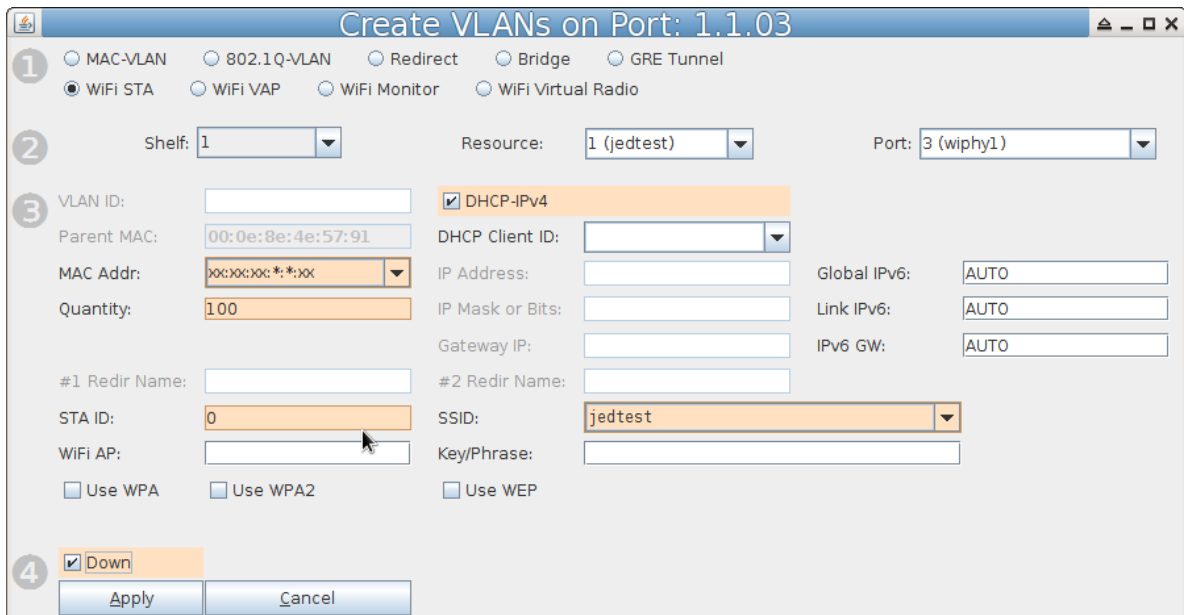 Create VLANs on Port: 1.1.03
1
MAC-VLAN 802.1Q-VLAN Redirect Bridge GRE Tunnel
WiFi STA WiFi VAP WiFi Monitor WiFi Virtual Radio
2
Shelf: 1 Resource: 1 (jedtest) Port: 3 (wiphy1)
3
VLAN ID: DHCP-IPv4
Parent MAC: 00:0e:8e:4e:57:91 DHCP Client ID:
MAC Addr: xx:xx:xx:*:*:xx IP Address: Global IPv6: AUTO
Quantity: 100 IP Mask or Bits: Link IPv6: AUTO
Gateway IP: IPv6 GW: AUTO
#1 Redir Name: #2 Redir Name:
STA ID: 0 SSID: jedtest
WiFi AP: Key/Phrase:
Use WPA Use WPA2 Use WEP
4
Down
Apply Cancel